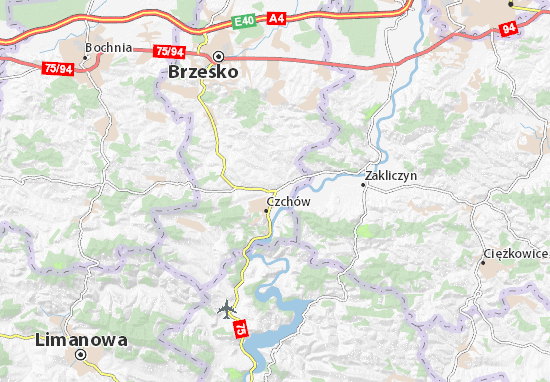 E40
A4
94
Bochnia
75/94
75/94
Brzesko
Zakliczyn
Czchów
Ciężkowice
75
Limanowa